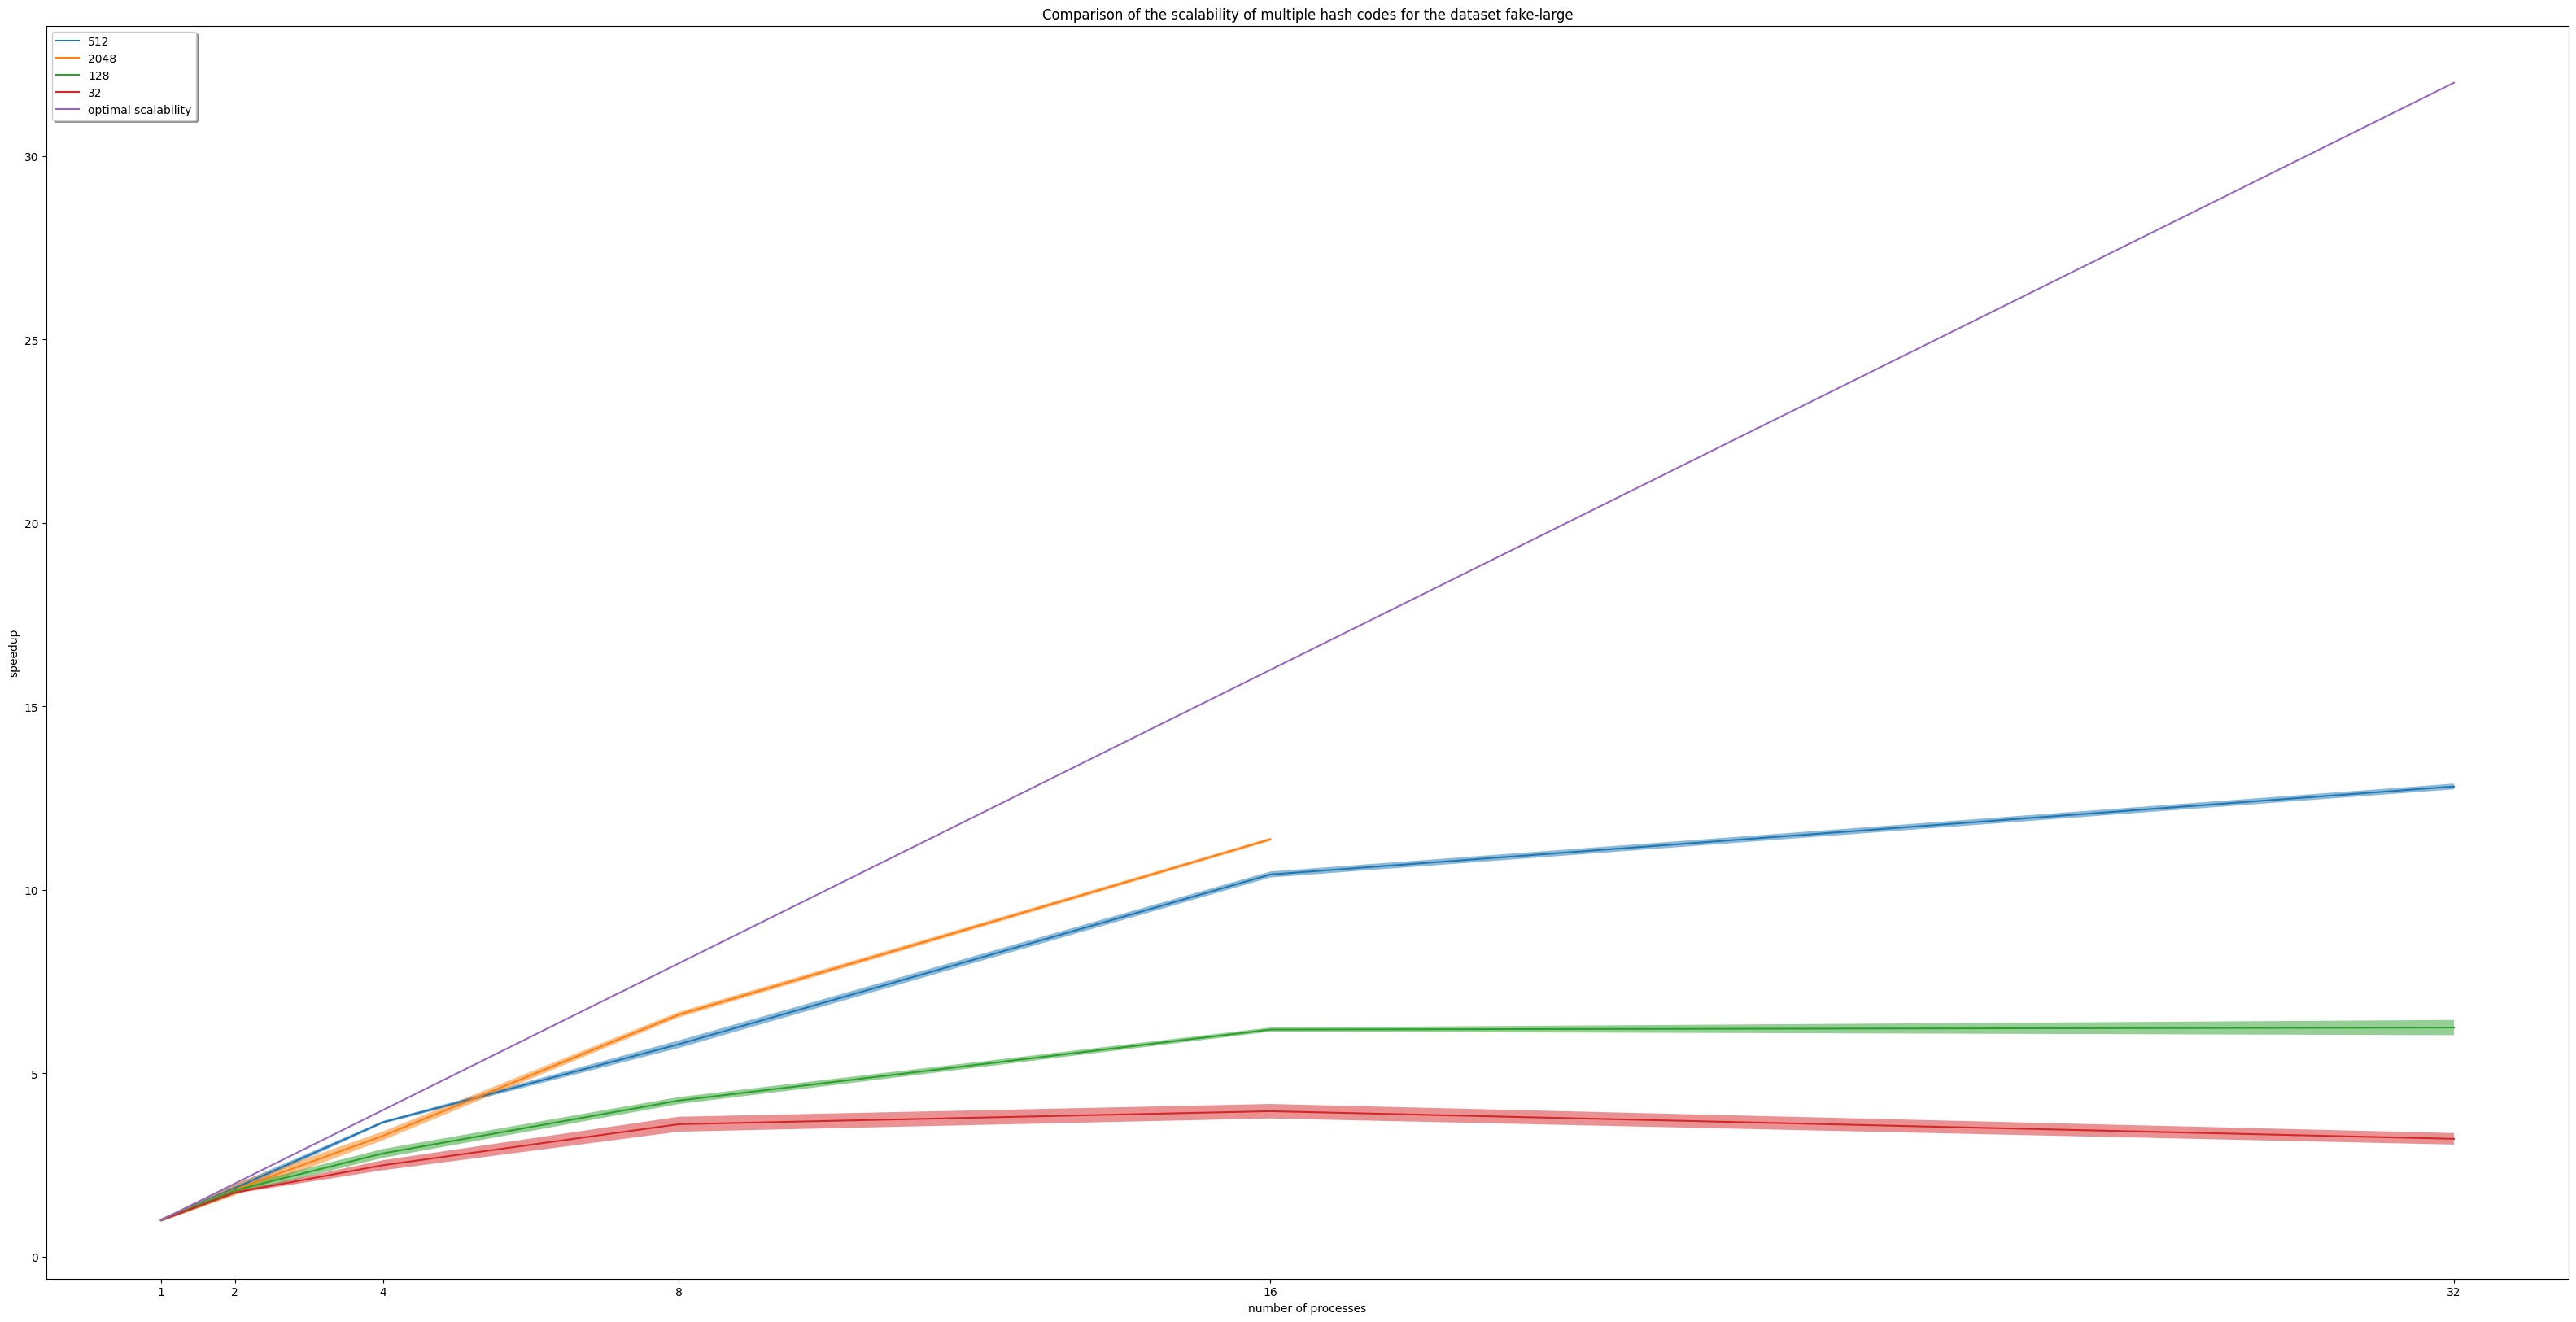 Comparison of the scalability of multiple hash codes for the dataset fake-large
512
2048
128
32
optimal scalability
30
25
20
15
10
5
0
speedup
1 2 4 8 16 32
number of processes